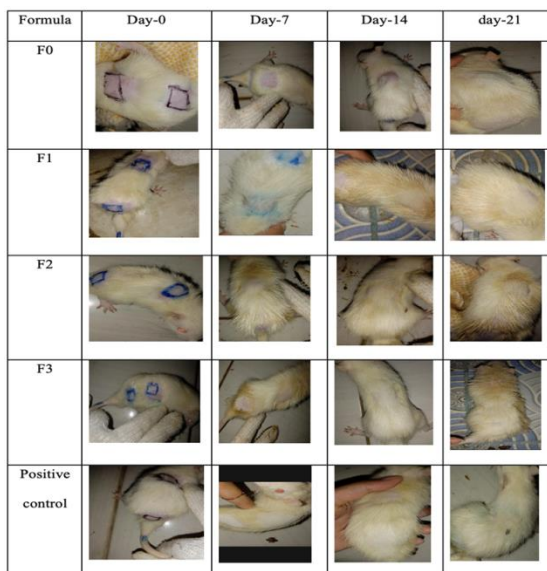 Formula Day-0 Day-7 Day-14 day-21
F0
F1
F2
F3
Positive
control